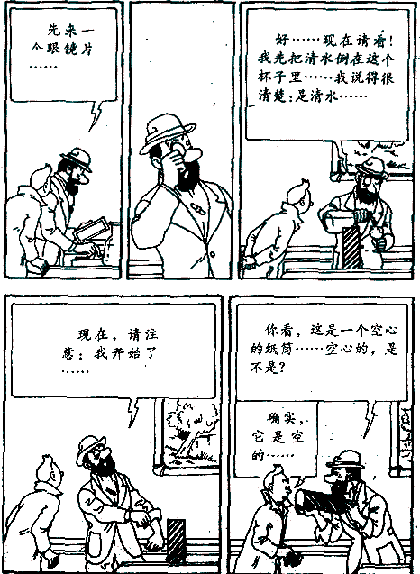 先来一
个眼镜片
……
好……现在请看!
我先把清水倒在这个
杯子里……我说得很
清楚:是清水……
现在,请注
意:我开始了
……
你看,这是一个空心
的纸筒……空心的,是
不是?
确实,
它是空
的……